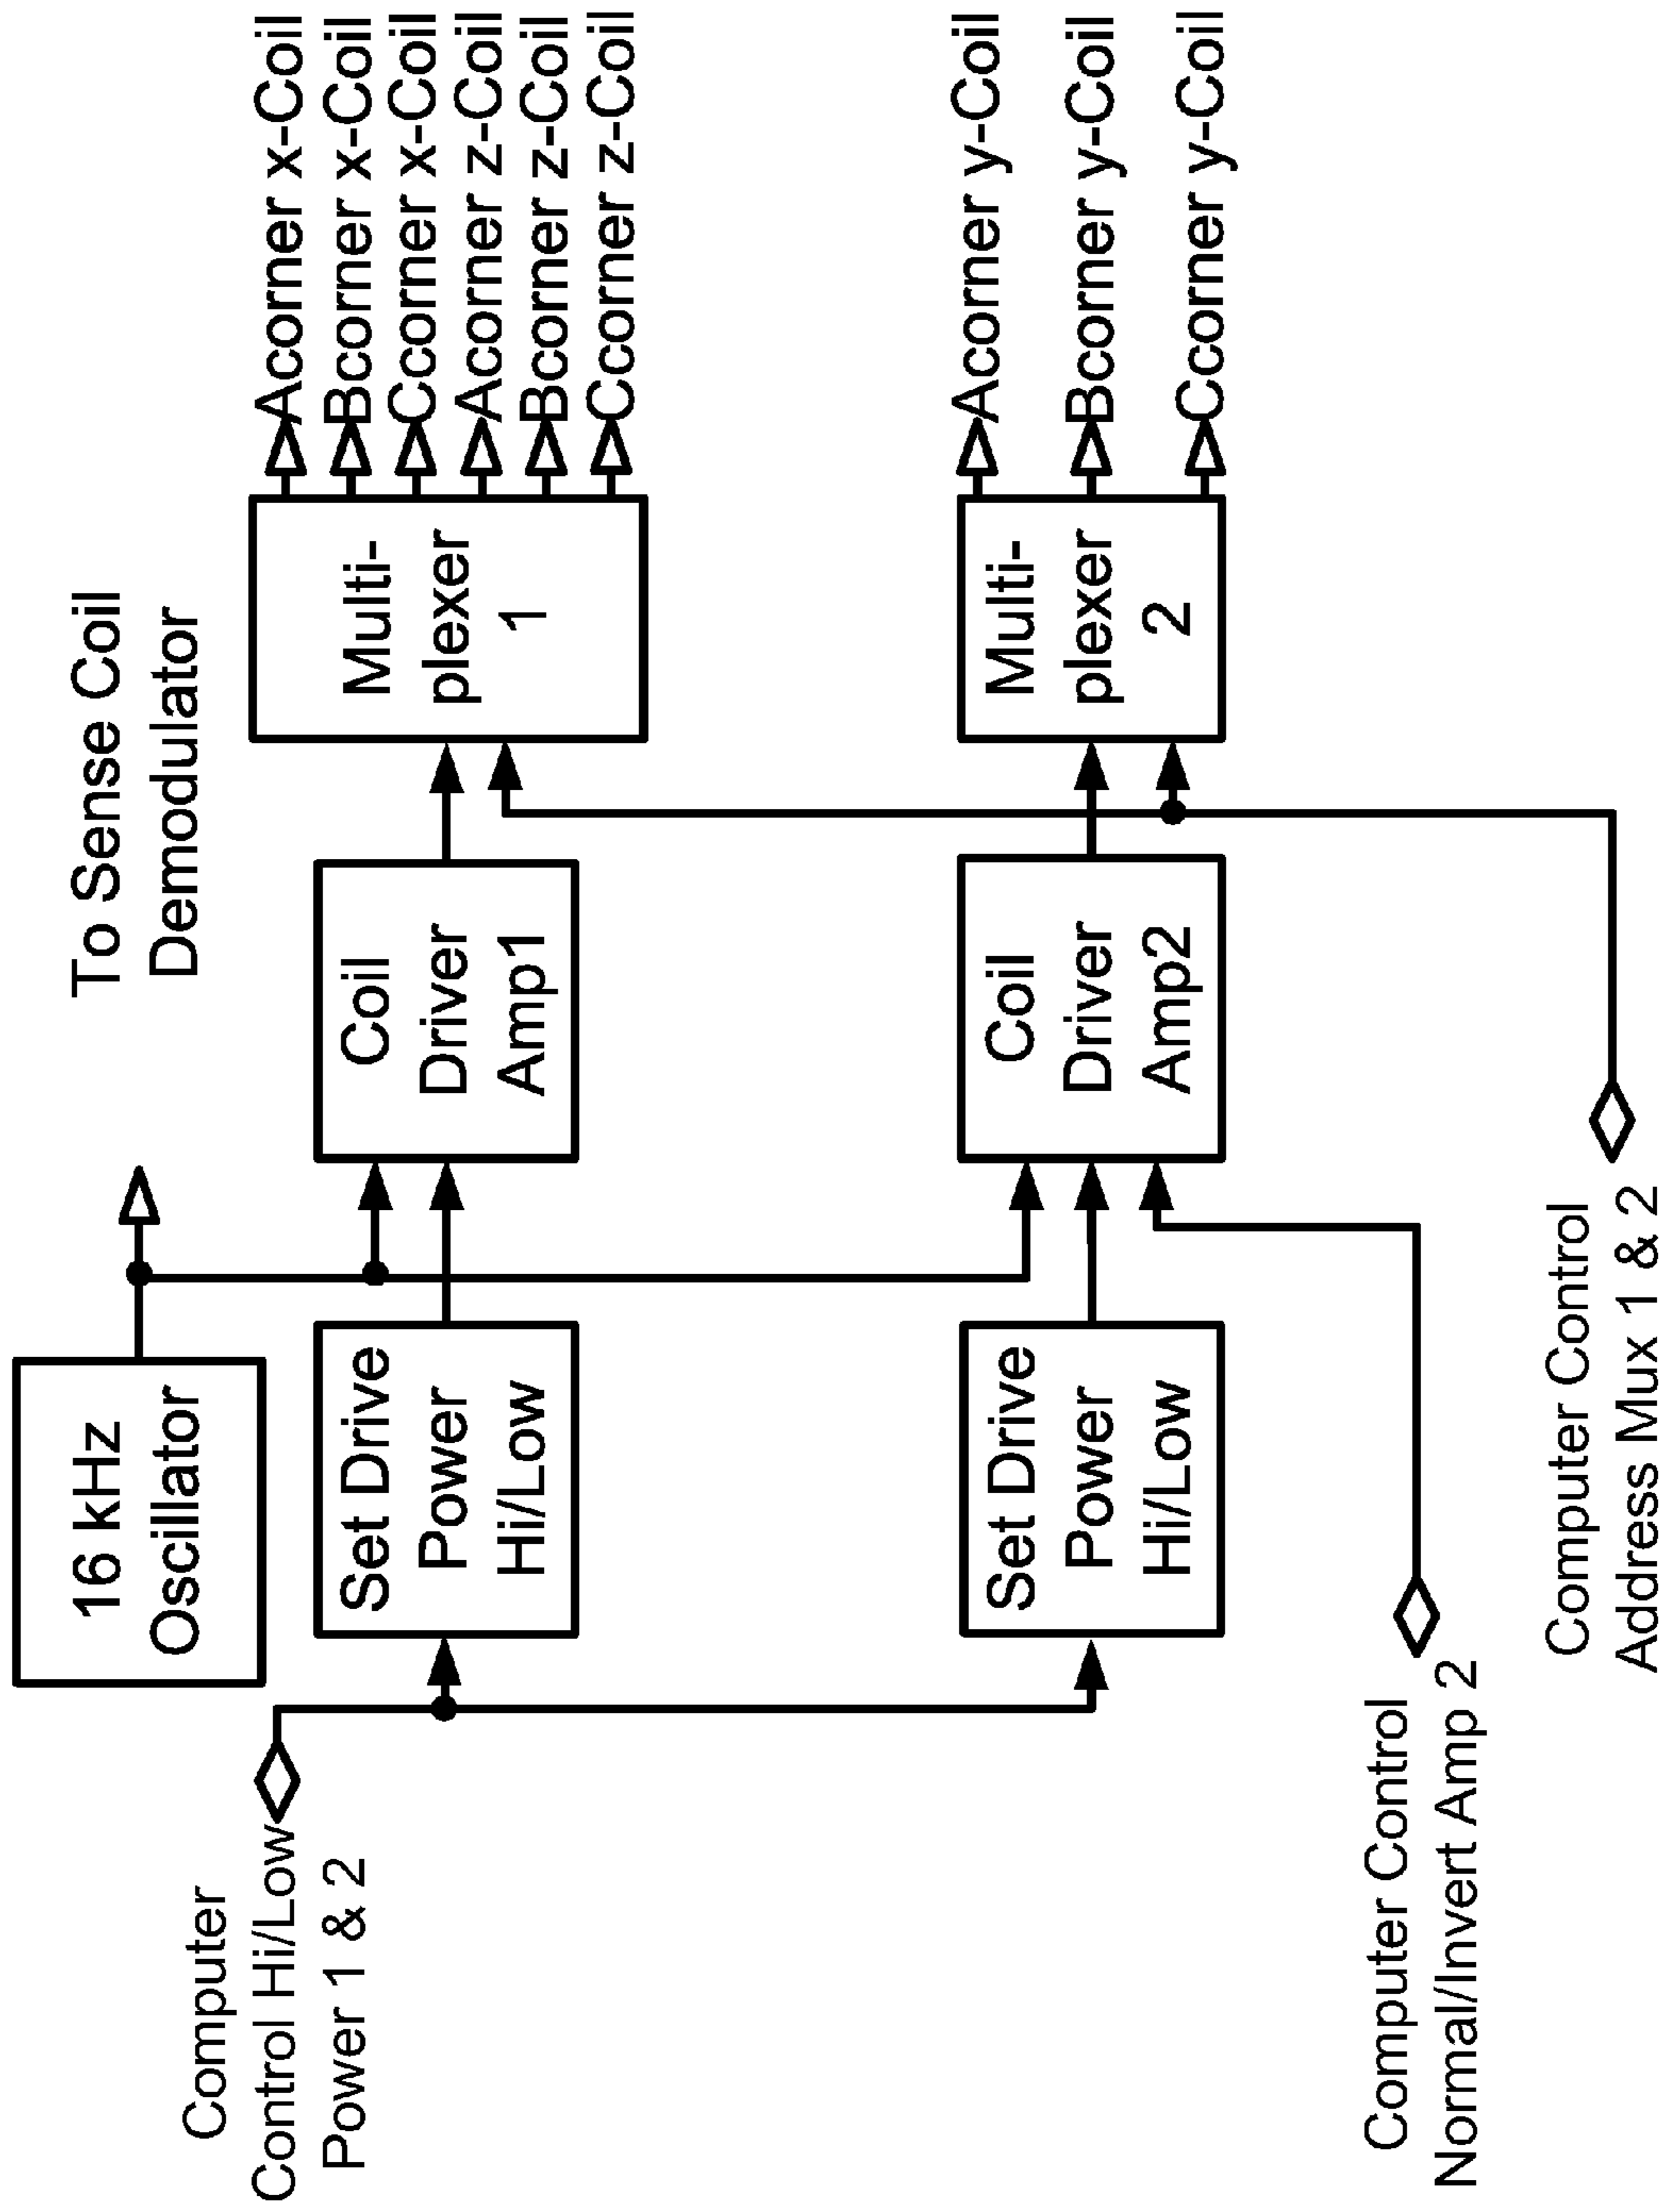 16 kHz
Oscillator
To Sense Coil
Demodulator
Computer
Control Hi/Low
Power 1 & 2
Set Drive
Power
Hi/Low
Coil
Driver
Amp1
Multi-
plexer
1
Acorner x-Coil
Bcorner x-Coil
Ccorner x-Coil
Acorner z-Coil
Bcorner z-Coil
Ccorner z-Coil
Set Drive
Power
Hi/Low
Coil
Driver
Amp2
Multi-
plexer
2
Acorner y-Coil
Bcorner y-Coil
Ccorner y-Coil
Computer Control
Normal/Invert Amp 2
Computer Control
Address Mux 1 & 2